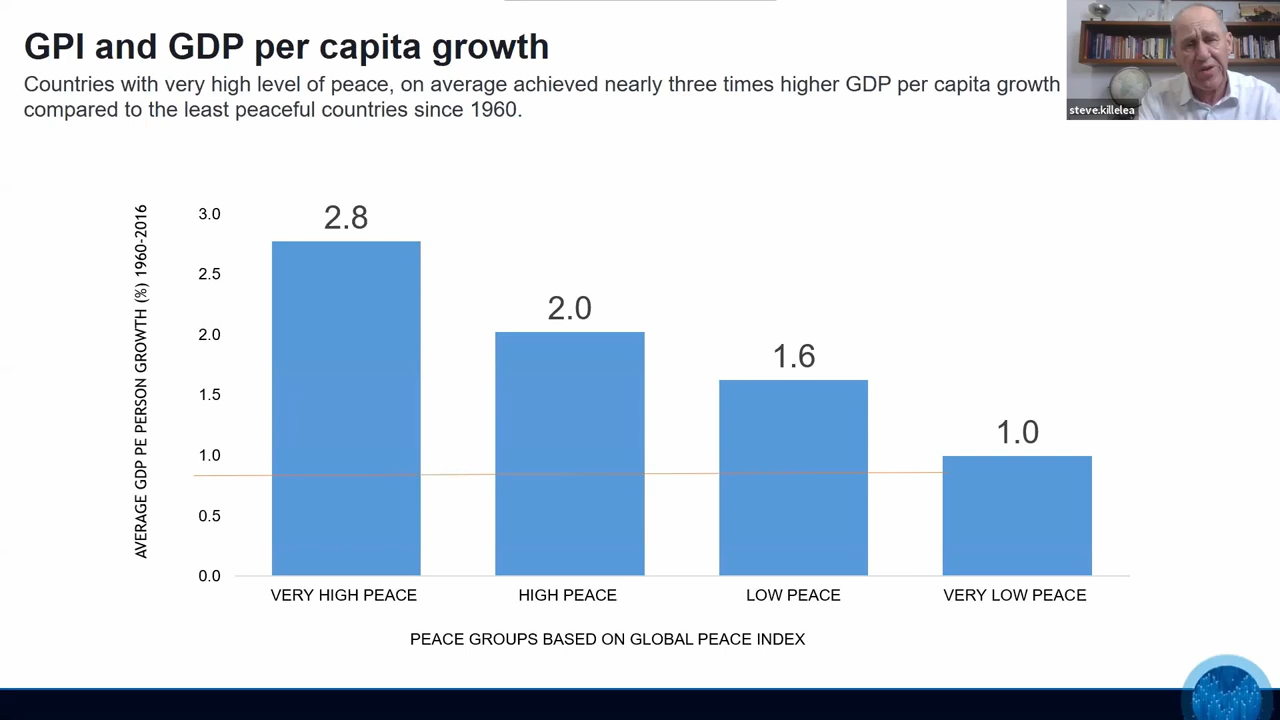 GPI and GDP per capita growth
Countries with very high level of peace, on average achieved nearly three times higher GDP per capita growth
compared to the least peaceful countries since 1960.
steve.killelea
AVERAGE GDP PE PERSON GROWTH (%) 1960-2016
3.0
2.5
2.0
1.5
1.0
0.5
0.0
2.8
2.0
1.6
1.0
VERY HIGH PEACE
HIGH PEACE
LOW PEACE
VERY LOW PEACE
PEACE GROUPS BASED ON GLOBAL PEACE INDEX